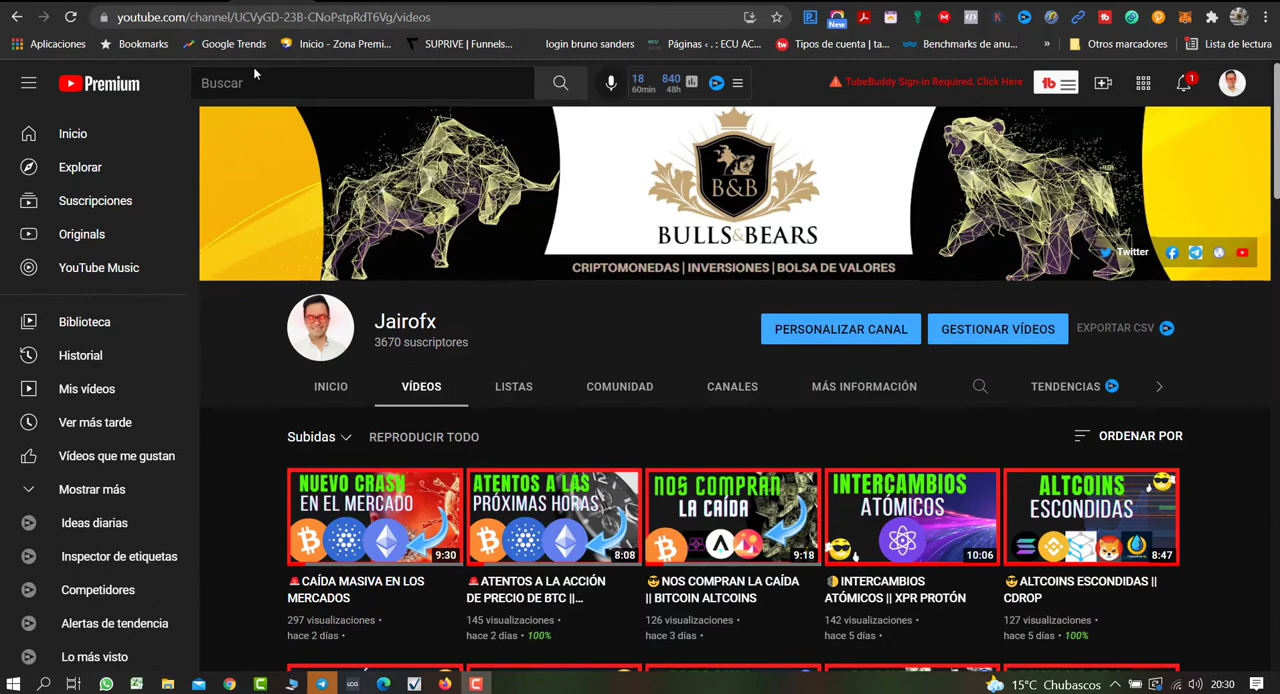 youtube.com/channel/UCVyGD-23B-CNoPstpRdT6Vg/videos
New
Aplicaciones
Bookmarks
Google Trends
Inicio - Zona Premi...
SUPRIVE | Funnels...
login bruno sanders
Páginas ‹ . : ECU AC...
Tipos de cuenta | ta...
Benchmarks de anu...
»
Otros marcadores
Lista de lectura
Premium
Buscar
18
60min
840
48h
TubeBuddy Sign-in Required, Click Here
tb
1
Inicio
Explorar
Suscripciones
Originals
YouTube Music
Biblioteca
Historial
Mis vídeos
Ver más tarde
Vídeos que me gustan
Mostrar más
Ideas diarias
Inspector de etiquetas
Competidores
Alertas de tendencia
Lo más visto
B&B
BULLS&BEARS
CRIPTOMONEDAS | INVERSIONES | BOLSA DE VALORES
Twitter
Jairofx
3670 suscriptores
PERSONALIZAR CANAL
GESTIONAR VÍDEOS
EXPORTAR CSV
INICIO
VÍDEOS
LISTAS
COMUNIDAD
CANALES
MÁS INFORMACIÓN
TENDENCIAS
Subidas
REPRODUCIR TODO
ORDENAR POR
NUEVO CRASH
EN EL MERCADO
9:30
🚨CAÍDA MASIVA EN LOS
MERCADOS
297 visualizaciones •
hace 2 días •
ATENTOS A LAS
PRÓXIMAS HORAS
8:08
🚨ATENTOS A LA ACCIÓN
DE PRECIO DE BTC ||...
145 visualizaciones •
hace 2 días • 100%
NOS COMPRAN
LA CAÍDA
9:18
😎NOS COMPRAN LA CAÍDA
|| BITCOIN ALTCOINS
126 visualizaciones •
hace 3 días •
INTERCAMBIOS
ATÓMICOS
10:06
🌗INTERCAMBIOS
ATÓMICOS || XPR PROTÓN
142 visualizaciones •
hace 5 días •
ALTCOINS
ESCONDIDAS
8:47
😎ALTCOINS ESCONDIDAS ||
CDROP
127 visualizaciones •
hace 5 días • 100%
15°C Chubascos
20:30